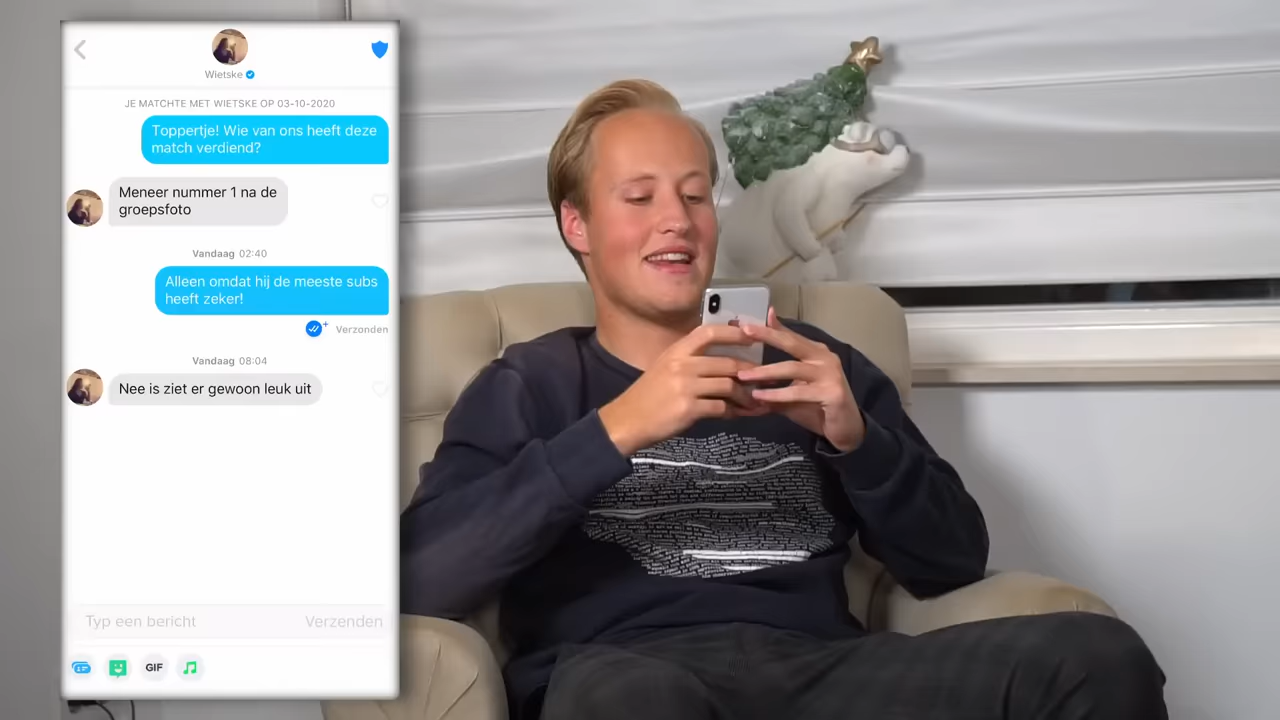 Wietske
JE MATCHTE MET WIETSKE OP 03-10-2020
Toppertje! Wie van ons heeft deze
match verdiend?
Meneer nummer 1 na de
groepsfoto
Vandaag 02:40
Alleen omdat hij de meeste subs
heeft zeker!
Verzonden
Vandaag 08:04
Nee is ziet er gewoon leuk uit
Typ een bericht
Verzenden
GIF